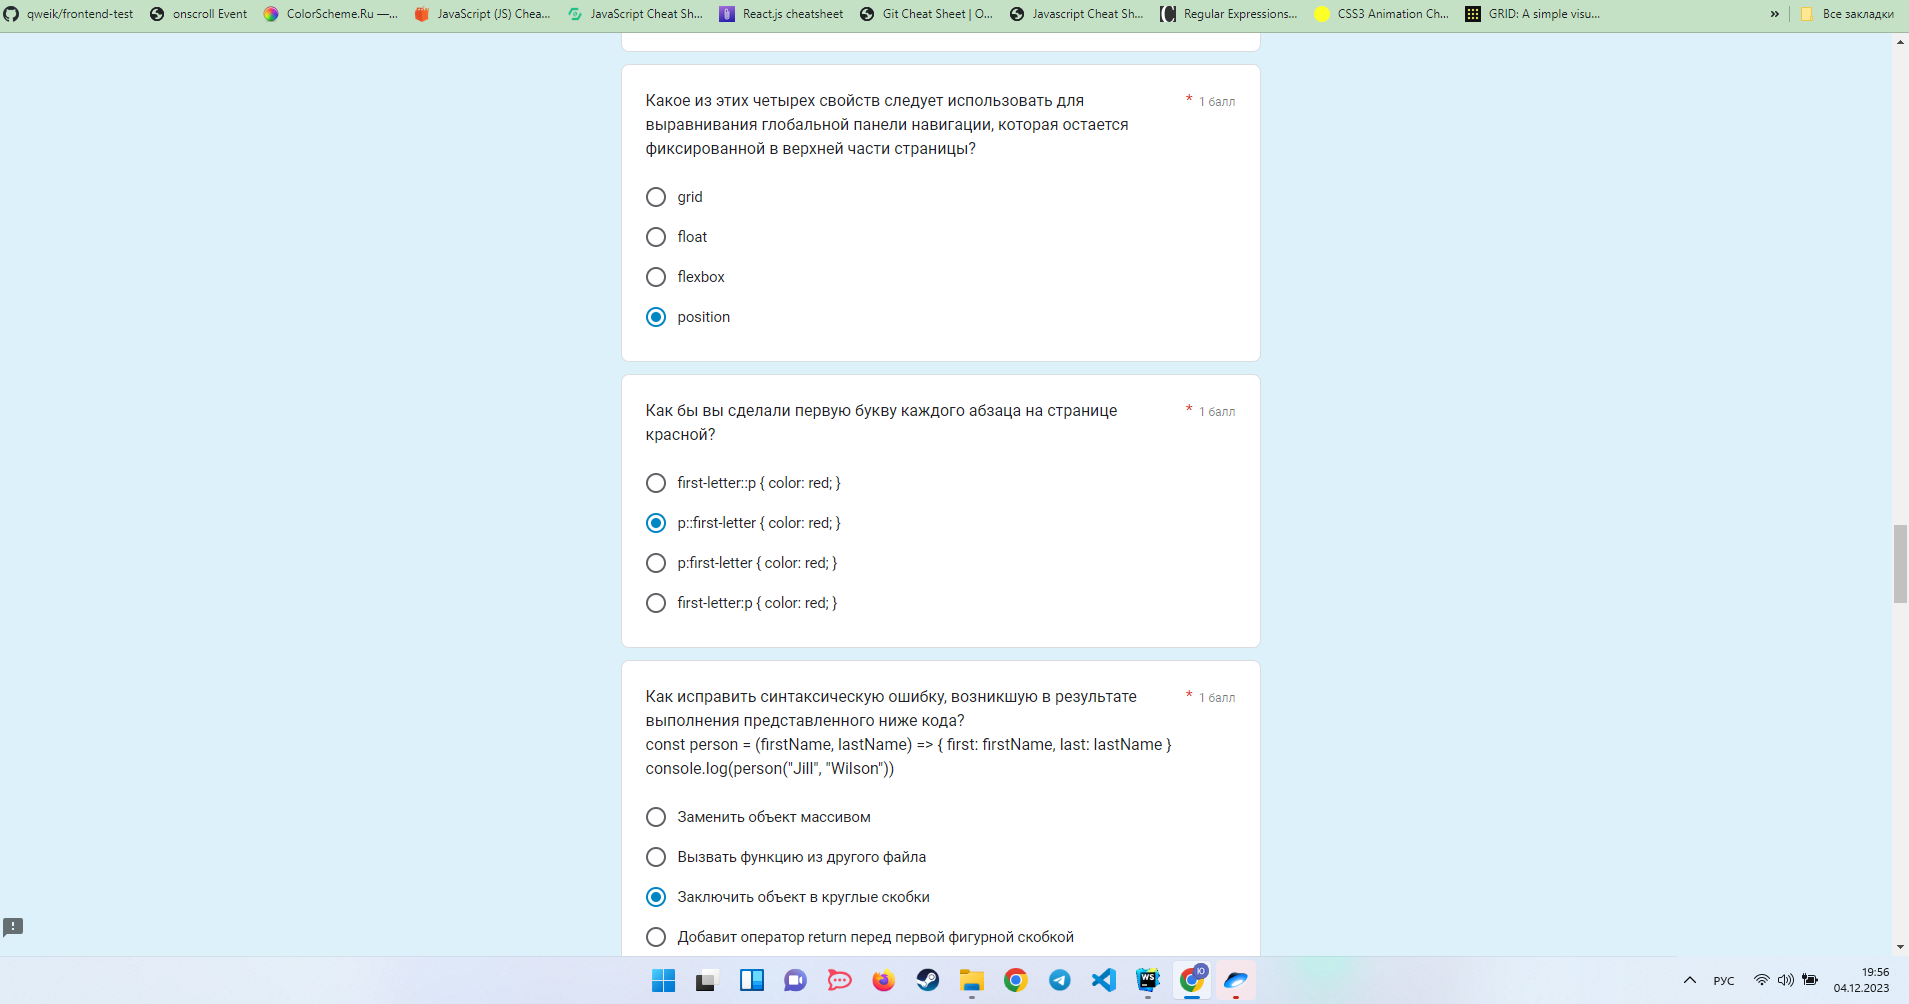 qweik/frontend-test
onscroll Event
ColorScheme.Ru —...
JavaScript (JS) Chea...
JavaScript Cheat Sh...
React.js cheatsheet
Git Cheat Sheet | O...
Javascript Cheat Sh...
Regular Expressions...
CSS3 Animation Ch...
GRID: A simple visu...
»
Все закладки
Какое из этих четырех свойств следует использовать для
выравнивания глобальной панели навигации, которая остается
фиксированной в верхней части страницы?
* 1 балл
grid
float
flexbox
position
Как бы вы сделали первую букву каждого абзаца на странице
красной?
* 1 балл
first-letter::p { color: red; }
p::first-letter { color: red; }
p:first-letter { color: red; }
first-letter:p { color: red; }
Как исправить синтаксическую ошибку, возникшую в результате
выполнения представленного ниже кода?
const person = (firstName, lastName) => { first: firstName, last: lastName }
console.log(person("Jill", "Wilson"))
* 1 балл
Заменить объект массивом
Вызвать функцию из другого файла
Заключить объект в круглые скобки
Добавит оператор return перед первой фигурной скобкой
WS
Ю
РУС
19:56
04.12.2023